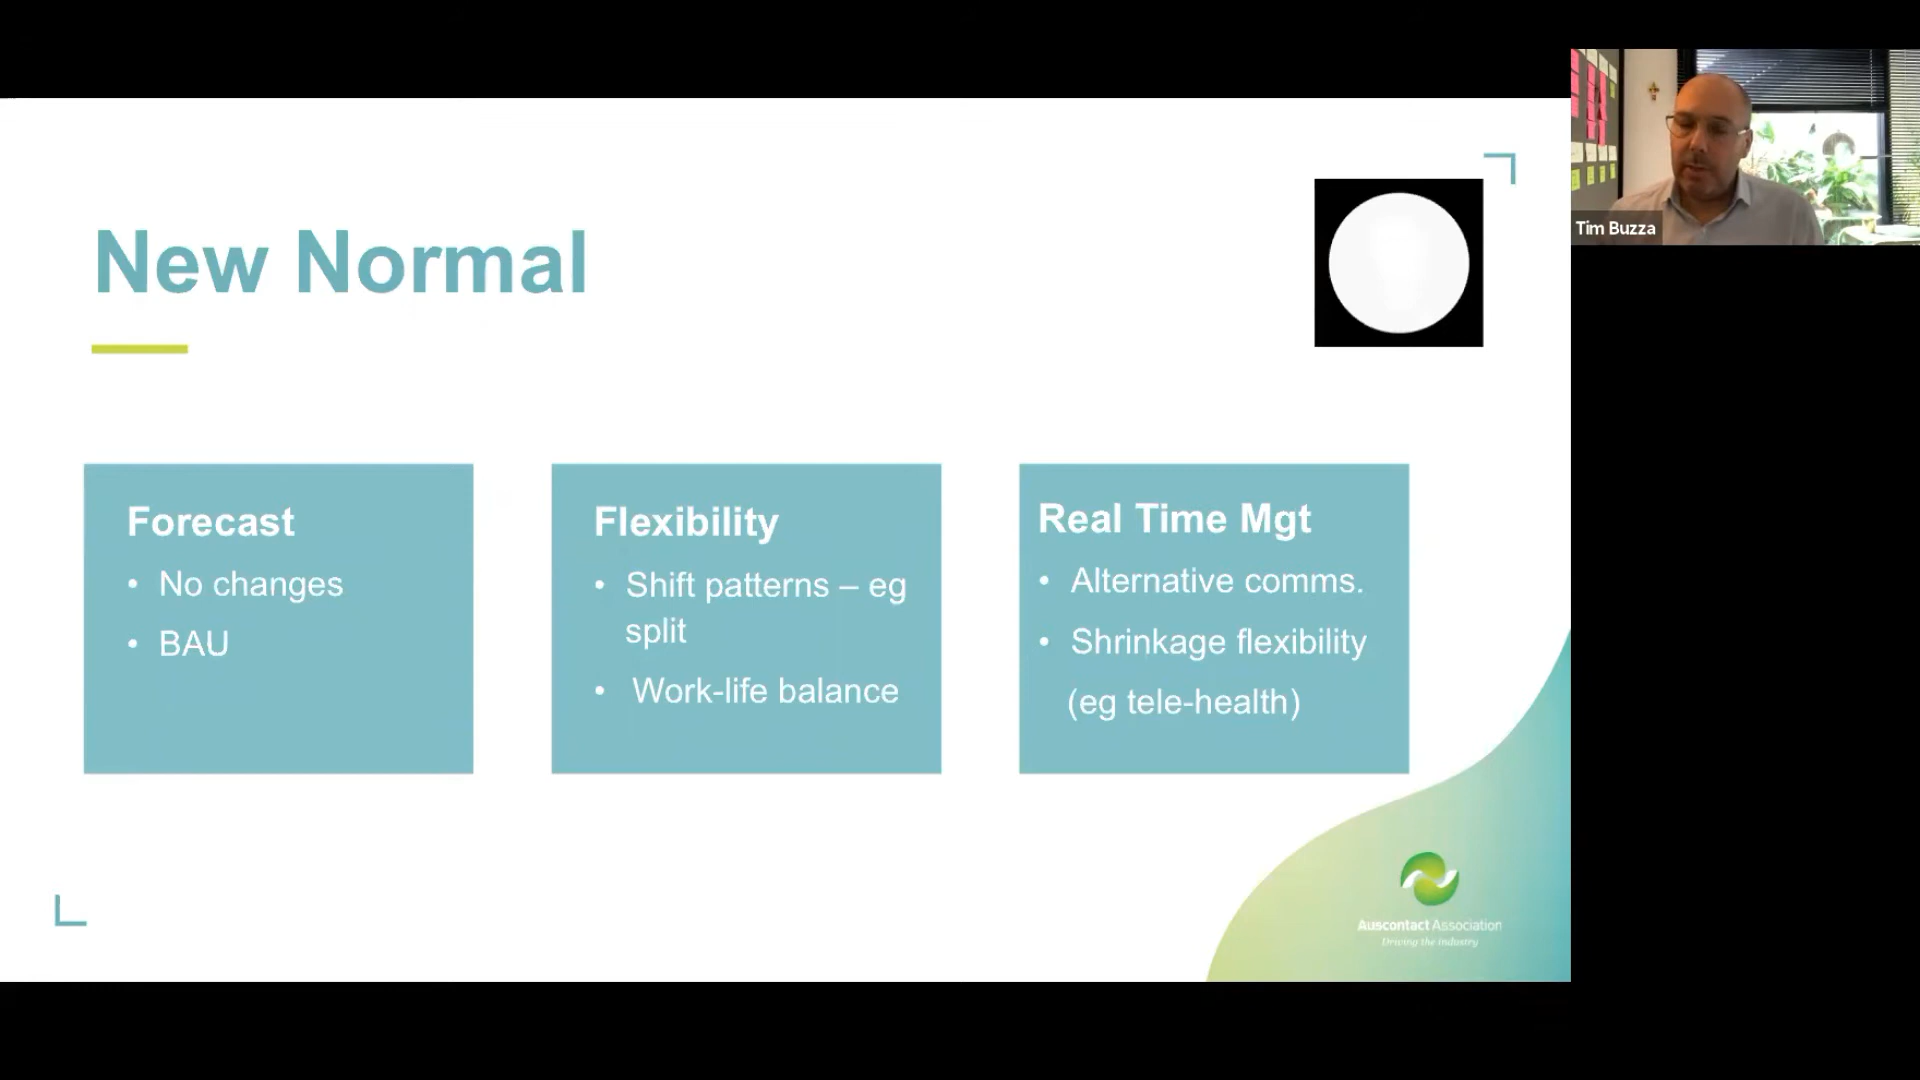 New Normal
Forecast
• No changes
• BAU
Flexibility
• Shift patterns – eg
split
• Work-life balance
Real Time Mgt
• Alternative comms.
• Shrinkage flexibility
(eg tele-health)
Auscontact Association
Driving the industry
Tim Buzza